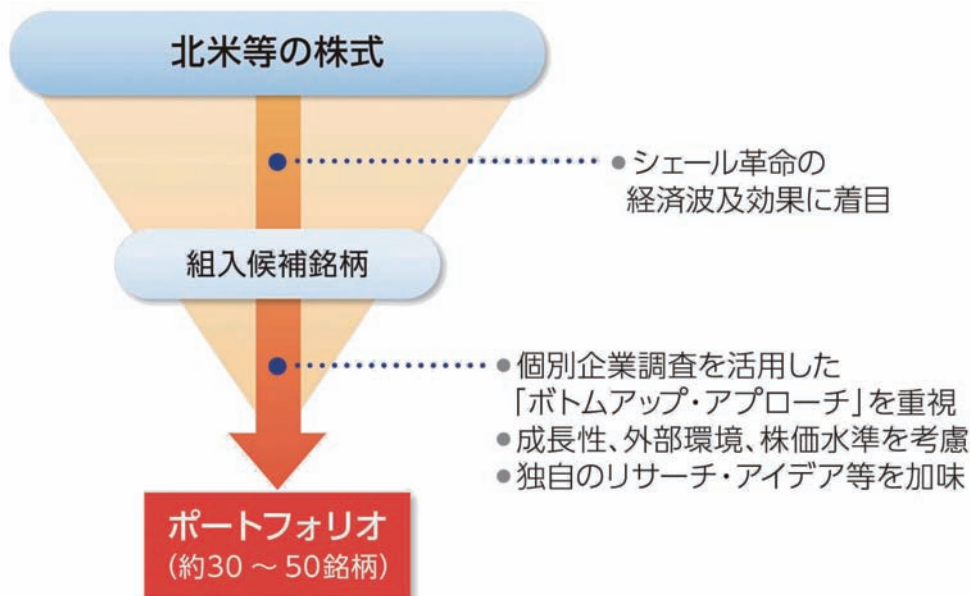 北米等の株式
● シェール革命の
経済波及効果に着目
組入候補銘柄
● 個別企業調査を活用した
「ボトムアップ・アプローチ」を重視
● 成長性、外部環境、株価水準を考慮
● 独自のリサーチ・アイデア等を加味
ポートフォリオ
(約30 ～ 50銘柄)